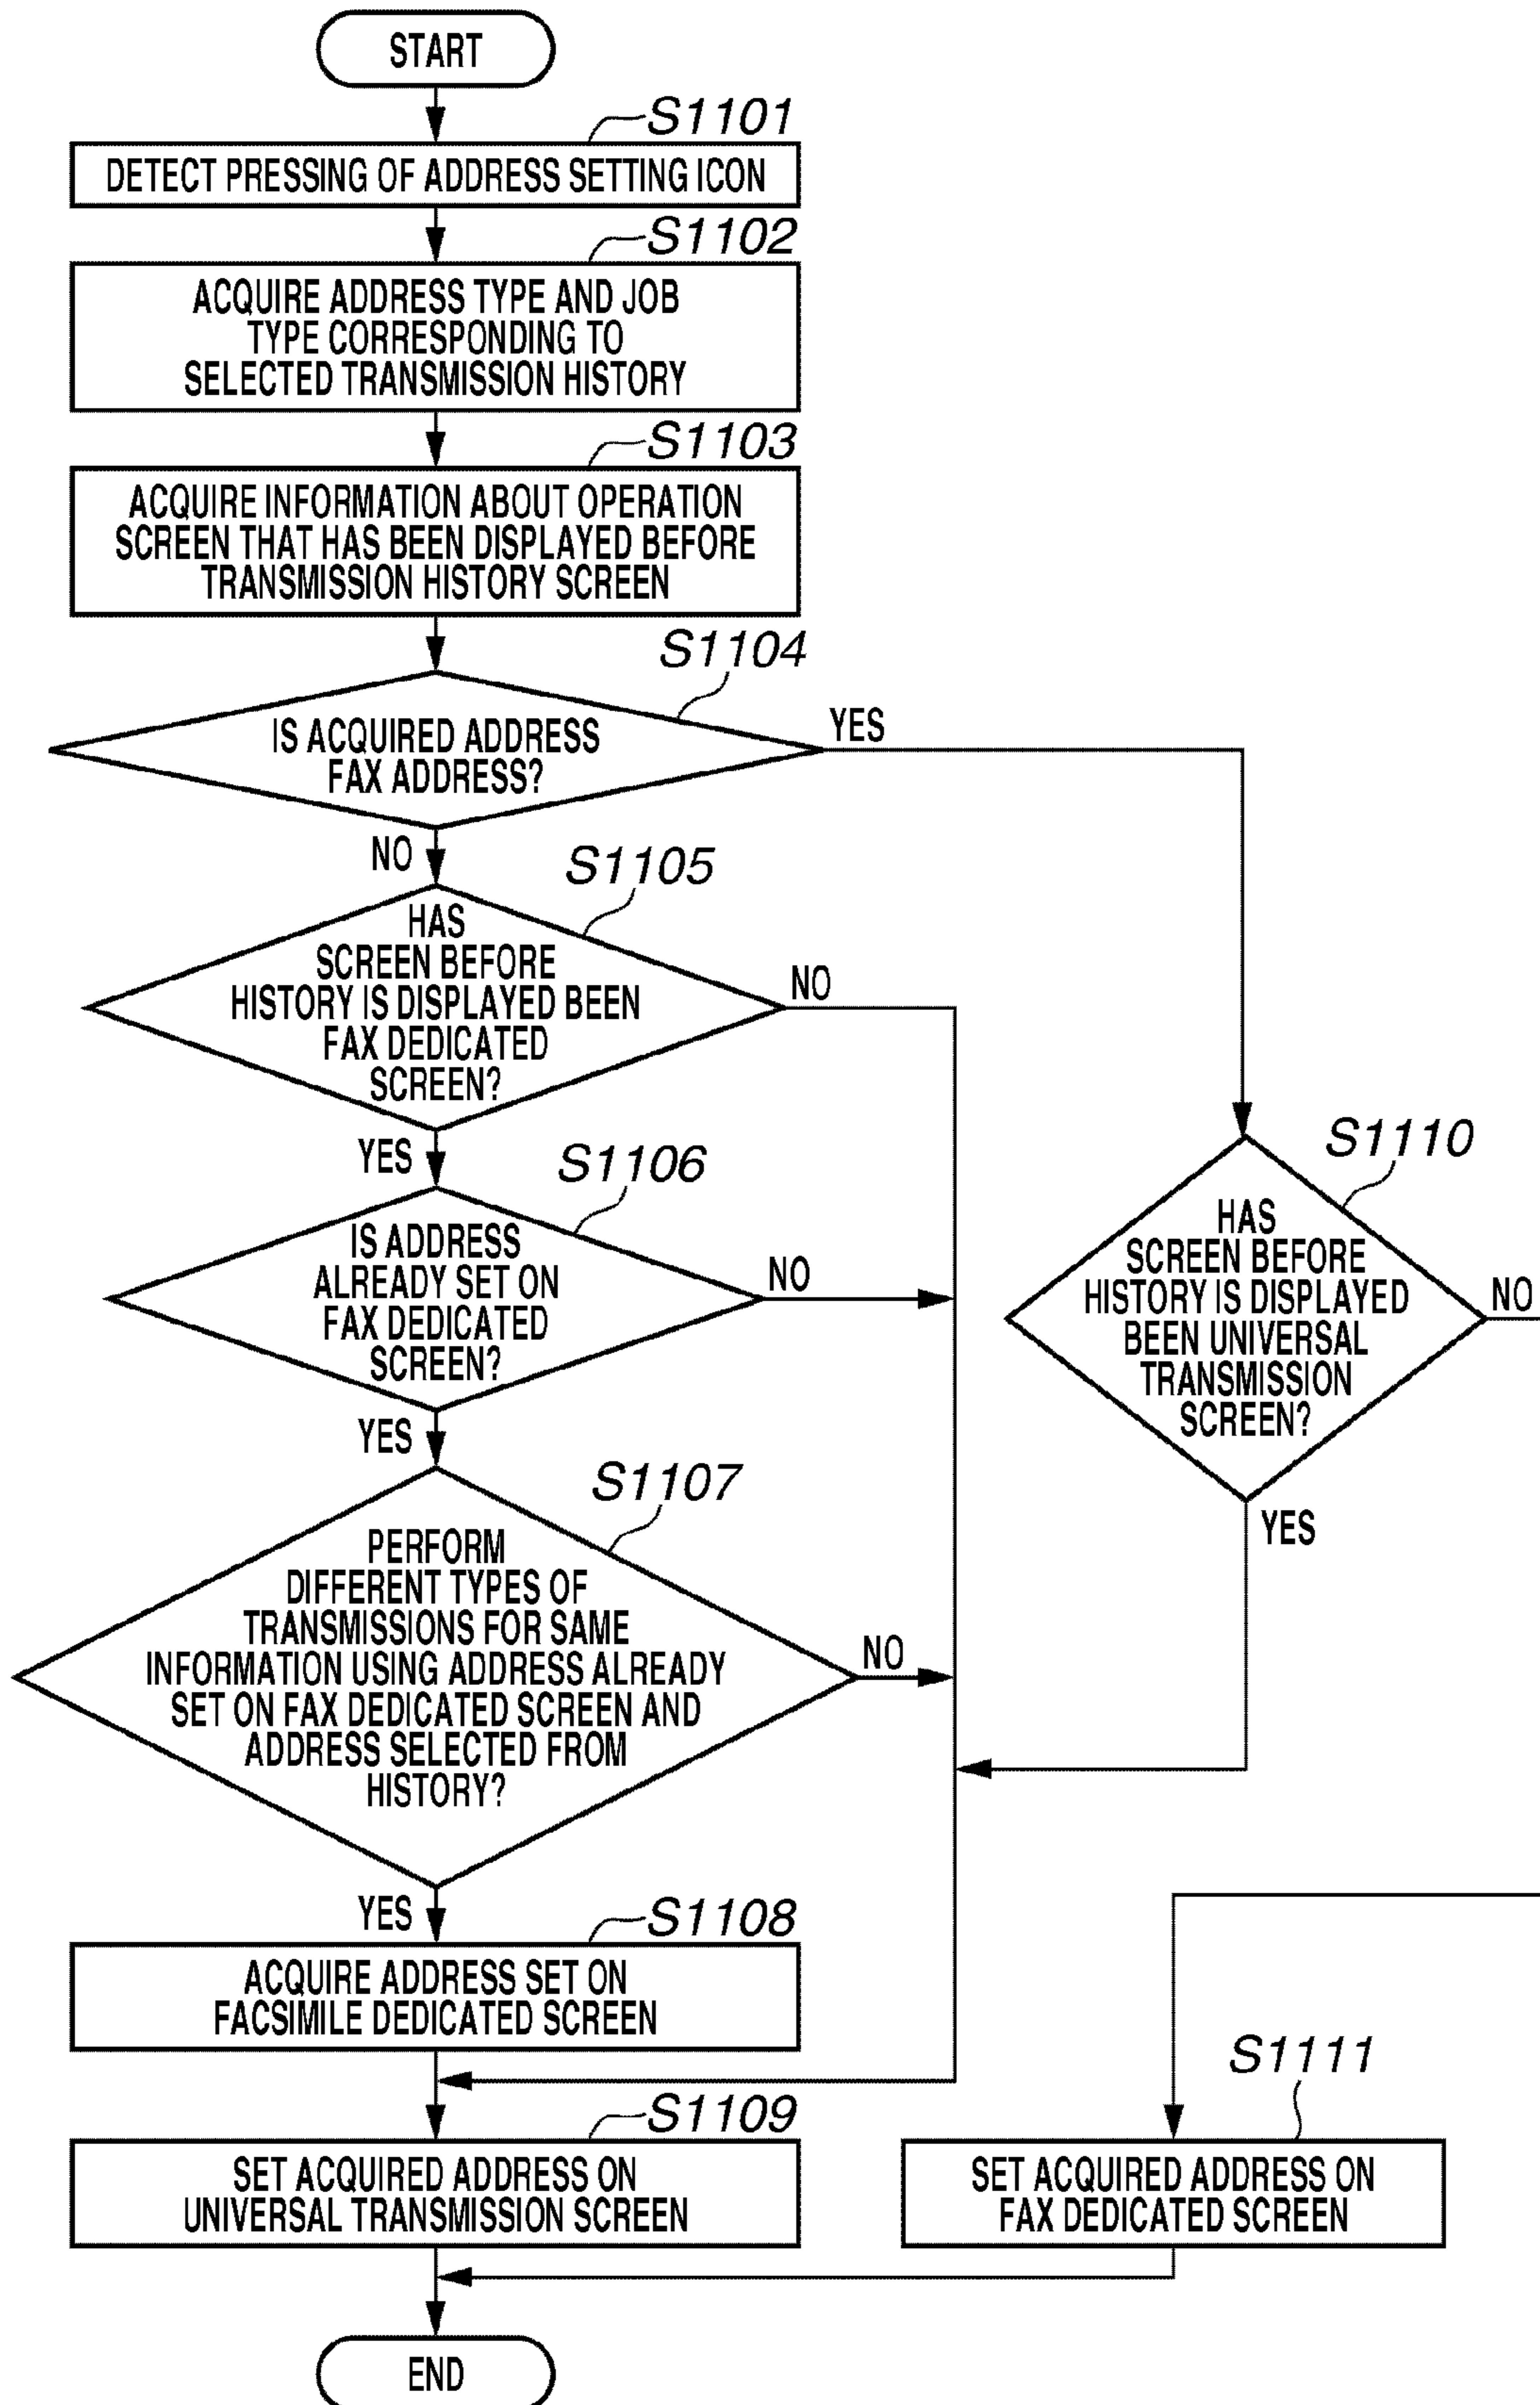 START
S1101
DETECT PRESSING OF ADDRESS SETTING ICON
S1102
ACQUIRE ADDRESS TYPE AND JOB
TYPE CORRESPONDING TO
SELECTED TRANSMISSION HISTORY
S1103
ACQUIRE INFORMATION ABOUT OPERATION
SCREEN THAT HAS BEEN DISPLAYED BEFORE
TRANSMISSION HISTORY SCREEN
S1104
IS ACQUIRED ADDRESS
FAX ADDRESS?
YES
NO
S1105
HAS
SCREEN BEFORE
HISTORY IS DISPLAYED BEEN
FAX DEDICATED
SCREEN?
NO
YES
S1106
IS ADDRESS
ALREADY SET ON
FAX DEDICATED
SCREEN?
NO
YES
S1110
HAS
SCREEN BEFORE
HISTORY IS DISPLAYED
BEEN UNIVERSAL
TRANSMISSION
SCREEN?
NO
YES
S1107
PERFORM
DIFFERENT TYPES OF
TRANSMISSIONS FOR SAME
INFORMATION USING ADDRESS ALREADY
SET ON FAX DEDICATED SCREEN AND
ADDRESS SELECTED FROM
HISTORY?
NO
YES
S1108
ACQUIRE ADDRESS SET ON
FACSIMILE DEDICATED SCREEN
S1109
SET ACQUIRED ADDRESS ON
UNIVERSAL TRANSMISSION SCREEN
S1111
SET ACQUIRED ADDRESS ON
FAX DEDICATED SCREEN
END